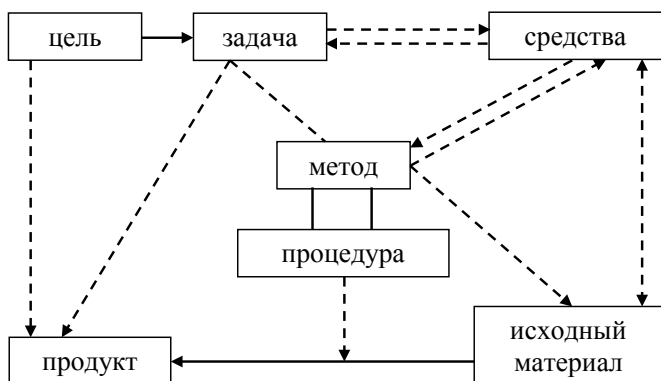 цель
задача
средства
метод
процедура
продукт
исходный
материал